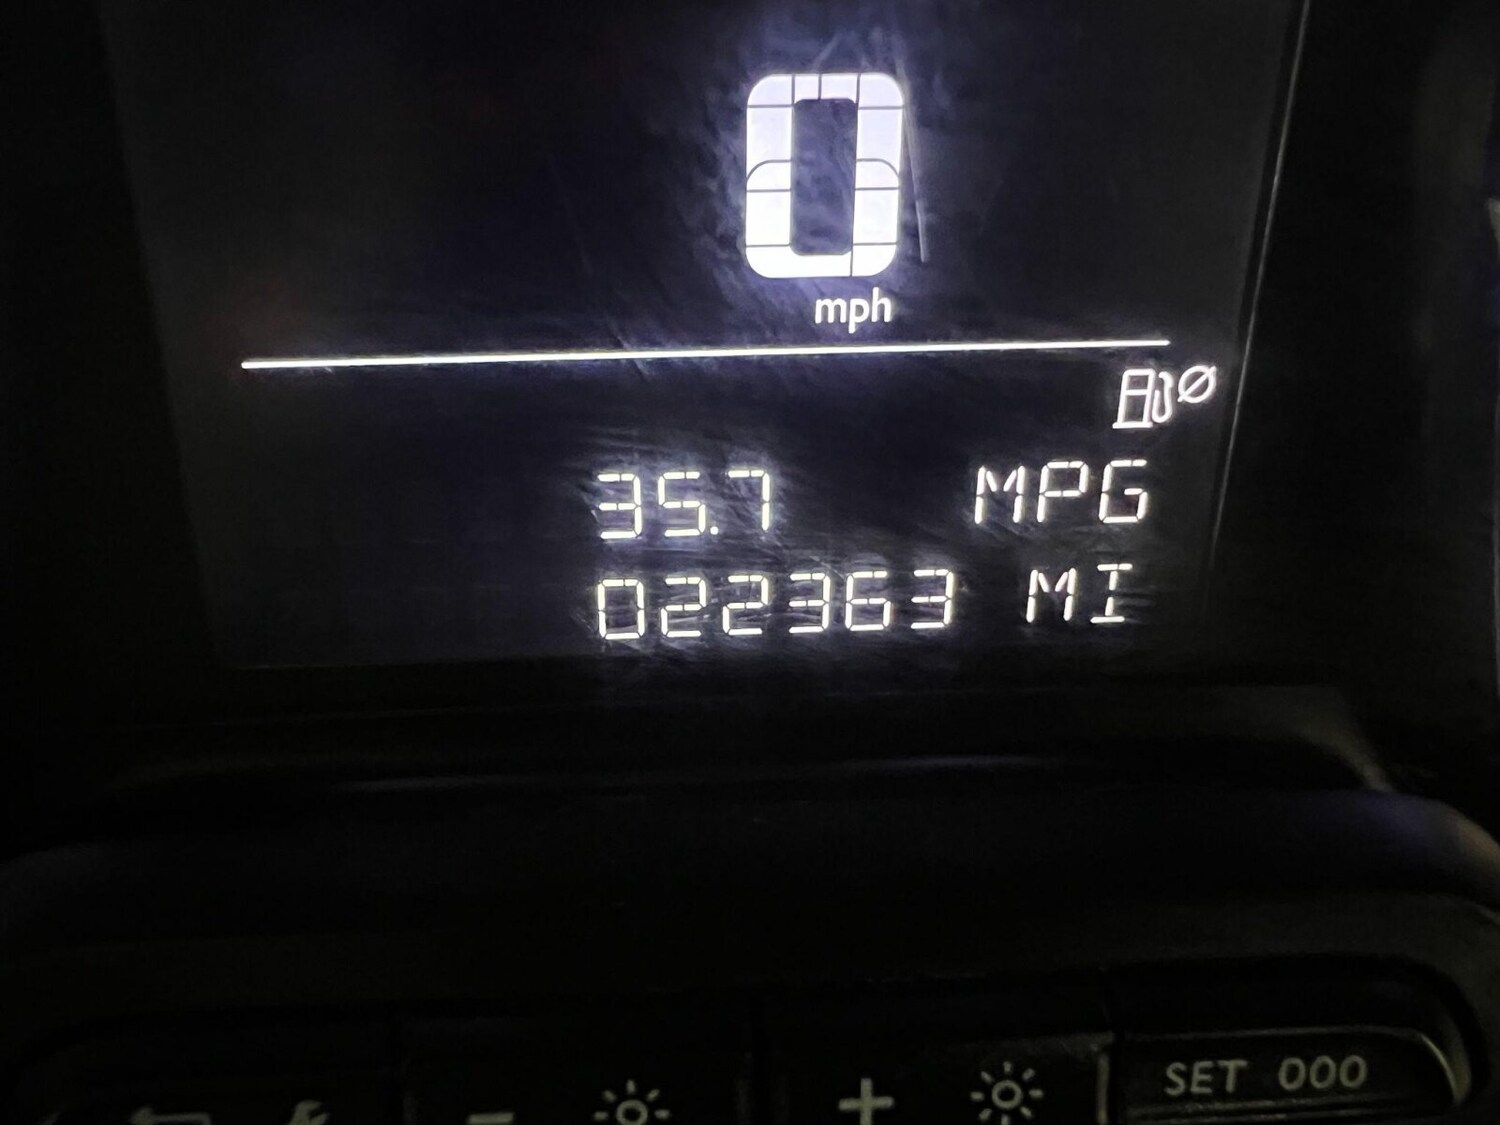 0
mph
35.7 MPG
022363 MI
- +
SET 000